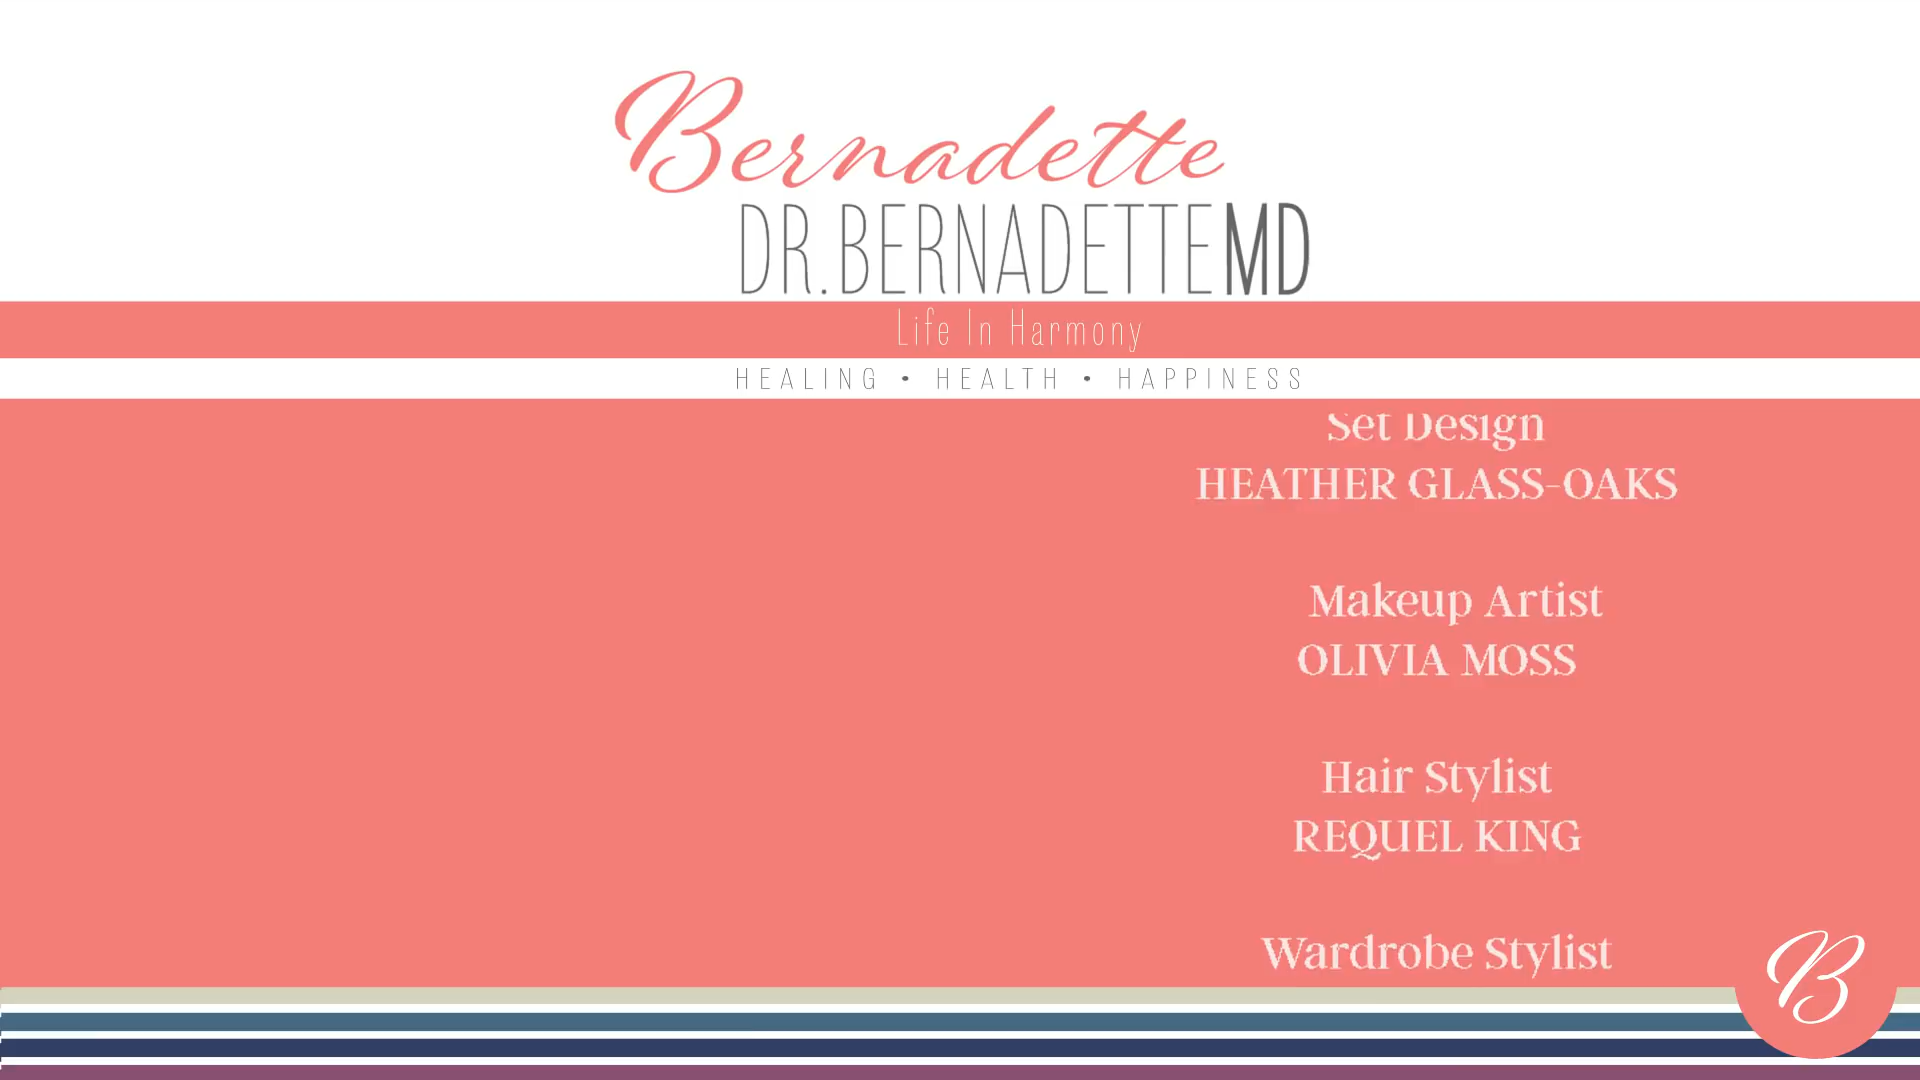 Bernadette
DR.BERNADETTEMD
Life In Harmony
HEALING • HEALTH • HAPPINESS
Set Design
HEATHER GLASS-OAKS
Makeup Artist
OLIVIA MOSS
Hair Stylist
REQUEL KING
Wardrobe Stylist
B